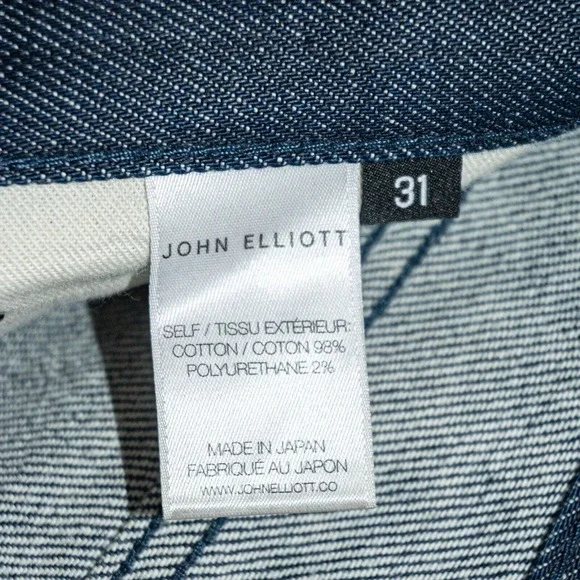 31
JOHN ELLIOTT
SELF / TISSU EXTÉRIEUR:
COTTON / COTON 98%
POLYURETHANE 2%
MADE IN JAPAN
FABRIQUÉ AU JAPON
WWW.JOHNELLIOTT.CO